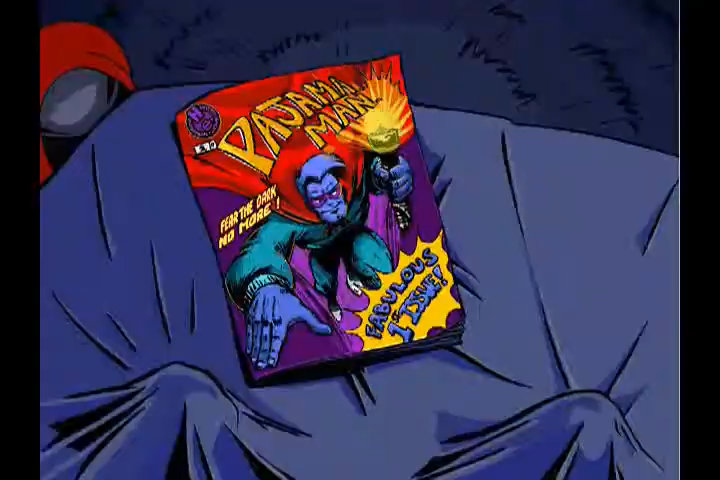 PAJAMA
MAN
FEAR THE DARK
NO MORE!
FABULOUS
1st ISSUE!